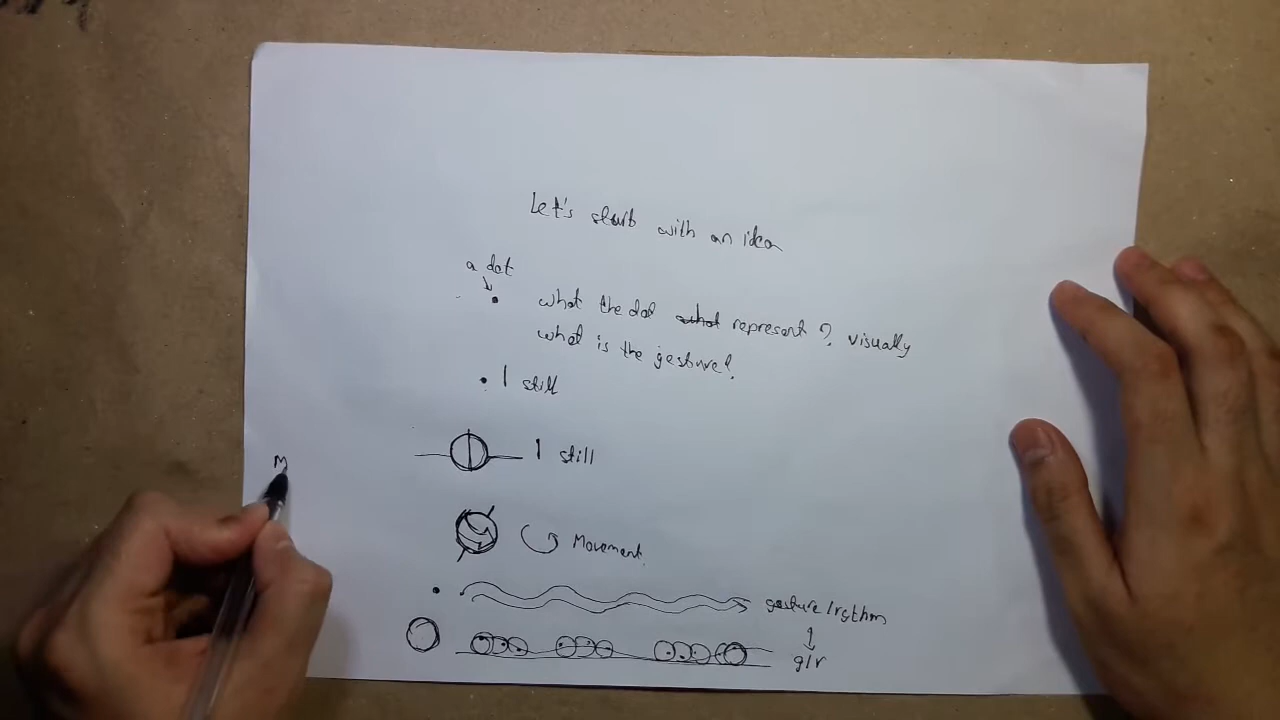 Let's start with an idea
a dot
what the dot what represent ? visually
what is the gesture?
1 still
1 still
Movement
gesture/rythm
g/r
M